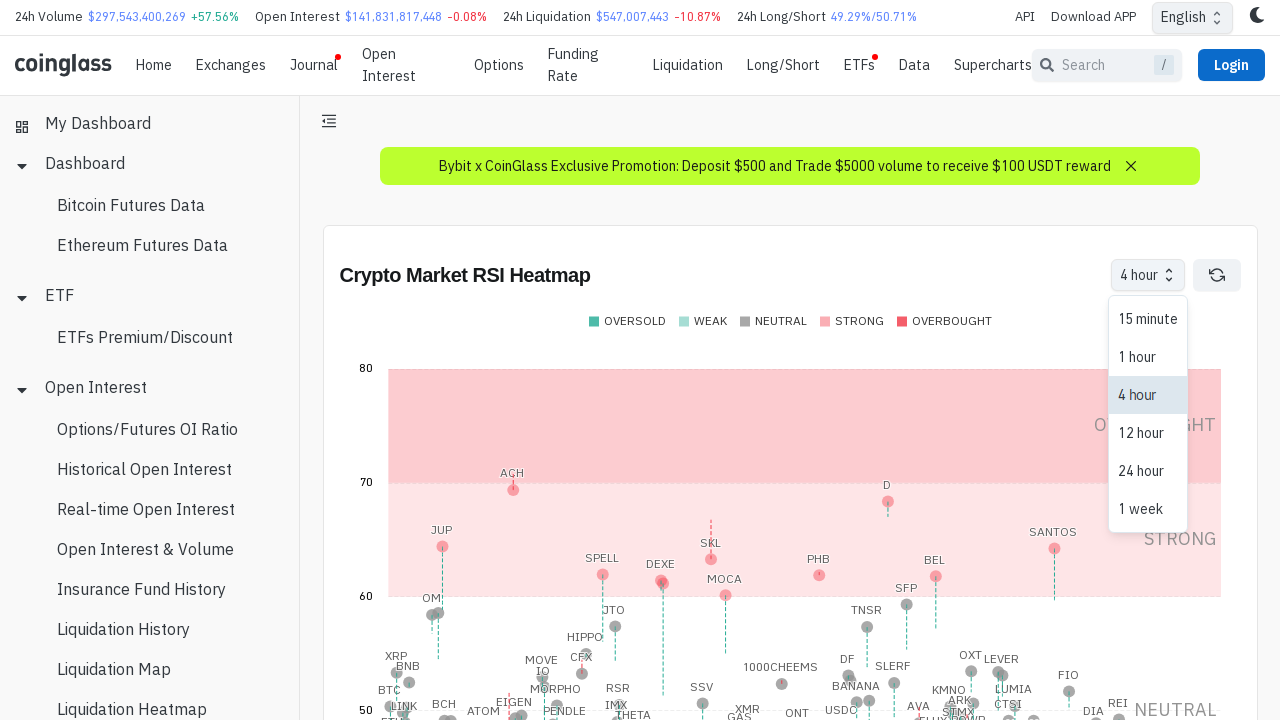 24h Volume $297,543,400,269 +57.56% Open Interest $141,831,817,448 -0.08% 24h Liquidation $547,007,443 -10.87% 24h Long/Short 49.29%/50.71% API Download APP English
coinglass Home Exchanges Journal Open Interest Options Funding Rate Liquidation Long/Short ETFs Data Supercharts Search / Login
My Dashboard
Dashboard
Bitcoin Futures Data
Ethereum Futures Data
ETF
ETFs Premium/Discount
Open Interest
Options/Futures OI Ratio
Historical Open Interest
Real-time Open Interest
Open Interest & Volume
Insurance Fund History
Liquidation History
Liquidation Map
Liquidation Heatmap
Bybit x CoinGlass Exclusive Promotion: Deposit $500 and Trade $5000 volume to receive $100 USDT reward
Crypto Market RSI Heatmap
4 hour
15 minute
1 hour
4 hour
12 hour
24 hour
1 week
OVERSOLD WEAK NEUTRAL STRONG OVERBOUGHT
80
70
ACH D
JUP SKL SANTOS STRONG
SPELL DEXE PHB BEL
MOCA
60
OM SFP
JTO TNSR
HIPPO
XRP BNB MOVE CFX 1000CHEEMS DF SLERF OXT LEVER FIO
IO
BTC MORPHO RSR SSV BANANA KMNO LUMIA
LINK BCH EIGEN IMX XMR USDC ARK CTSI REI
50 ATOM PENDLE THETA GAS ONT AVA STMX DIA NEUTRAL